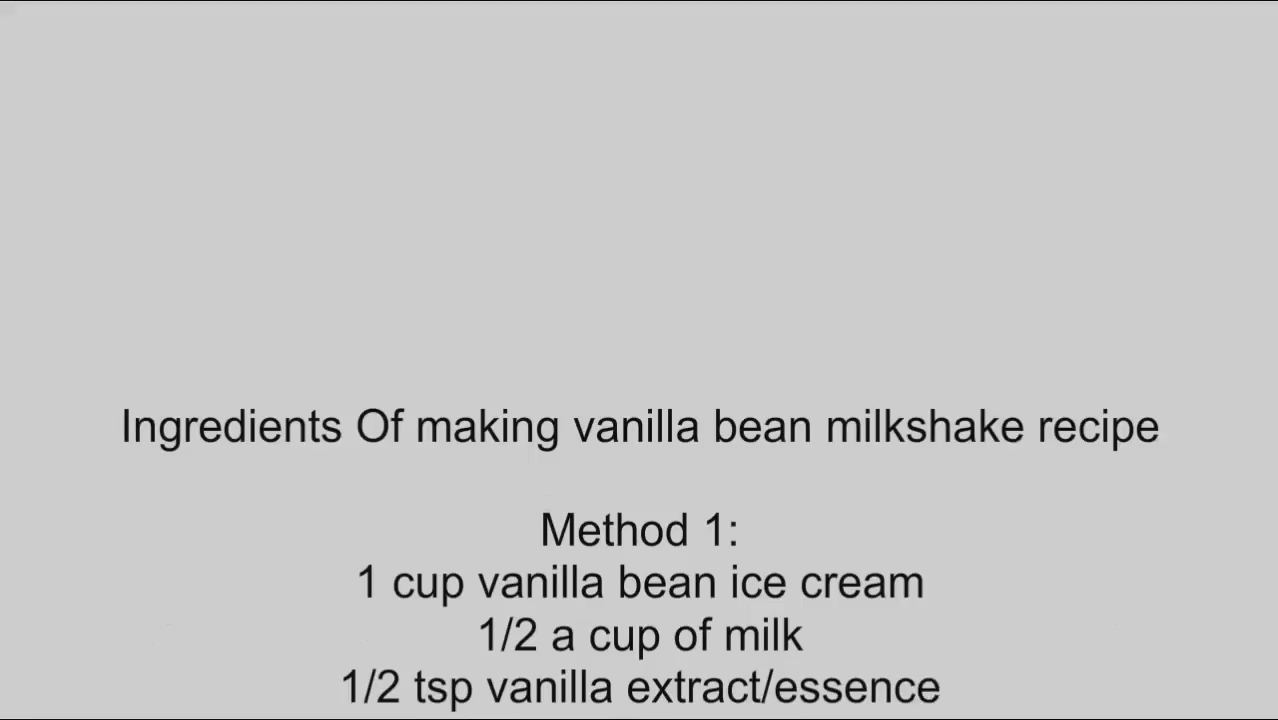 Ingredients Of making vanilla bean milkshake recipe
Method 1:
1 cup vanilla bean ice cream
1/2 a cup of milk
1/2 tsp vanilla extract/essence